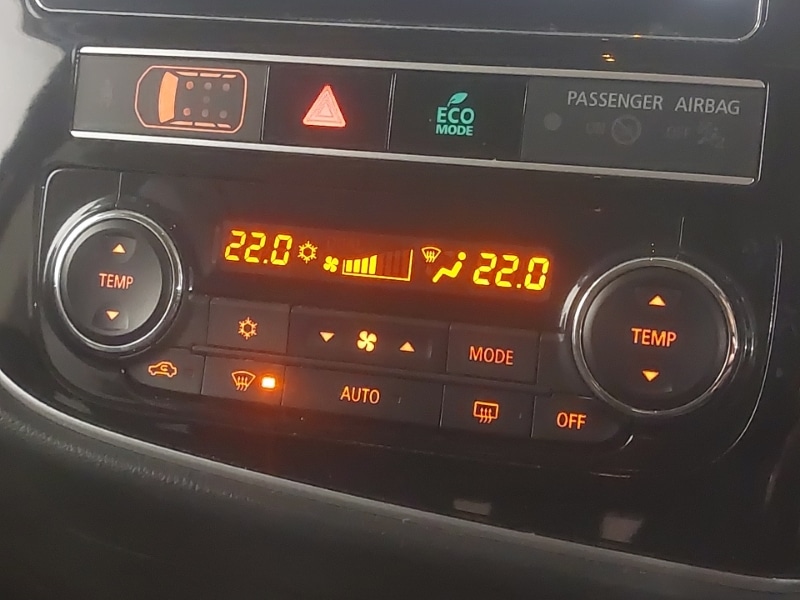 ECO
MODE
PASSENGER AIRBAG
22.0 22.0
TEMP
TEMP
MODE
AUTO
OFF